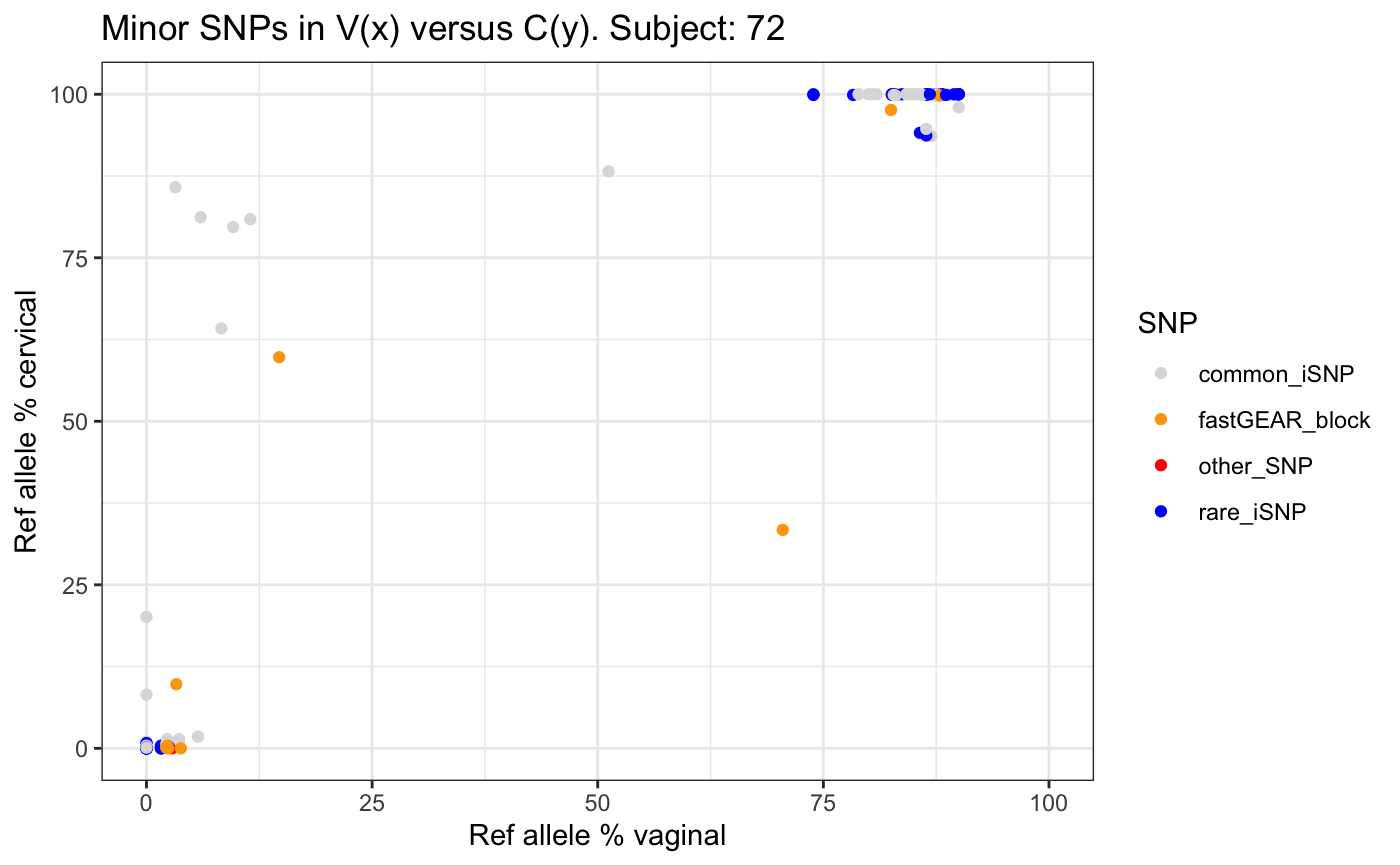 Minor SNPs in V(x) versus C(y). Subject: 72
100
75
50
25
0
Ref allele % cervical
0 25 50 75 100
Ref allele % vaginal
SNP
common_iSNP
fastGEAR_block
other_SNP
rare_iSNP